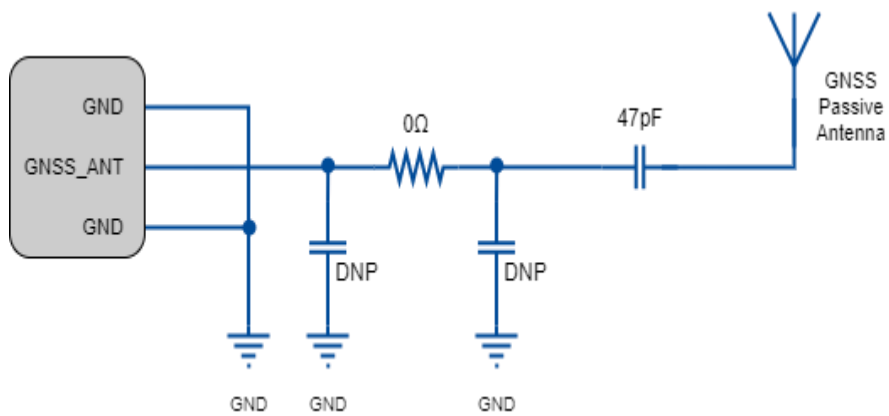 GND
GNSS_ANT
GND
0Ω
47pF
GNSS
Passive
Antenna
DNP
DNP
GND
GND
GND